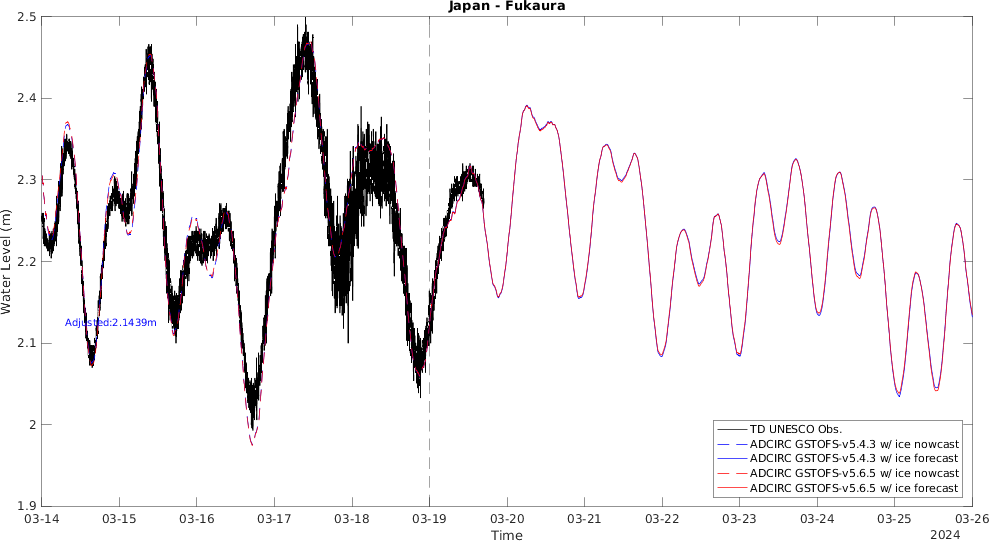 Japan - Fukaura
2.5
2.4
2.3
2.2
2.1
2
1.9
Water Level (m)
Adjusted:2.1439m
TD UNESCO Obs.
ADCIRC GSTOFS-v5.4.3 w/ ice nowcast
ADCIRC GSTOFS-v5.4.3 w/ ice forecast
ADCIRC GSTOFS-v5.6.5 w/ ice nowcast
ADCIRC GSTOFS-v5.6.5 w/ ice forecast
03-14 03-15 03-16 03-17 03-18 03-19 03-20 03-21 03-22 03-23 03-24 03-25 03-26
Time
2024